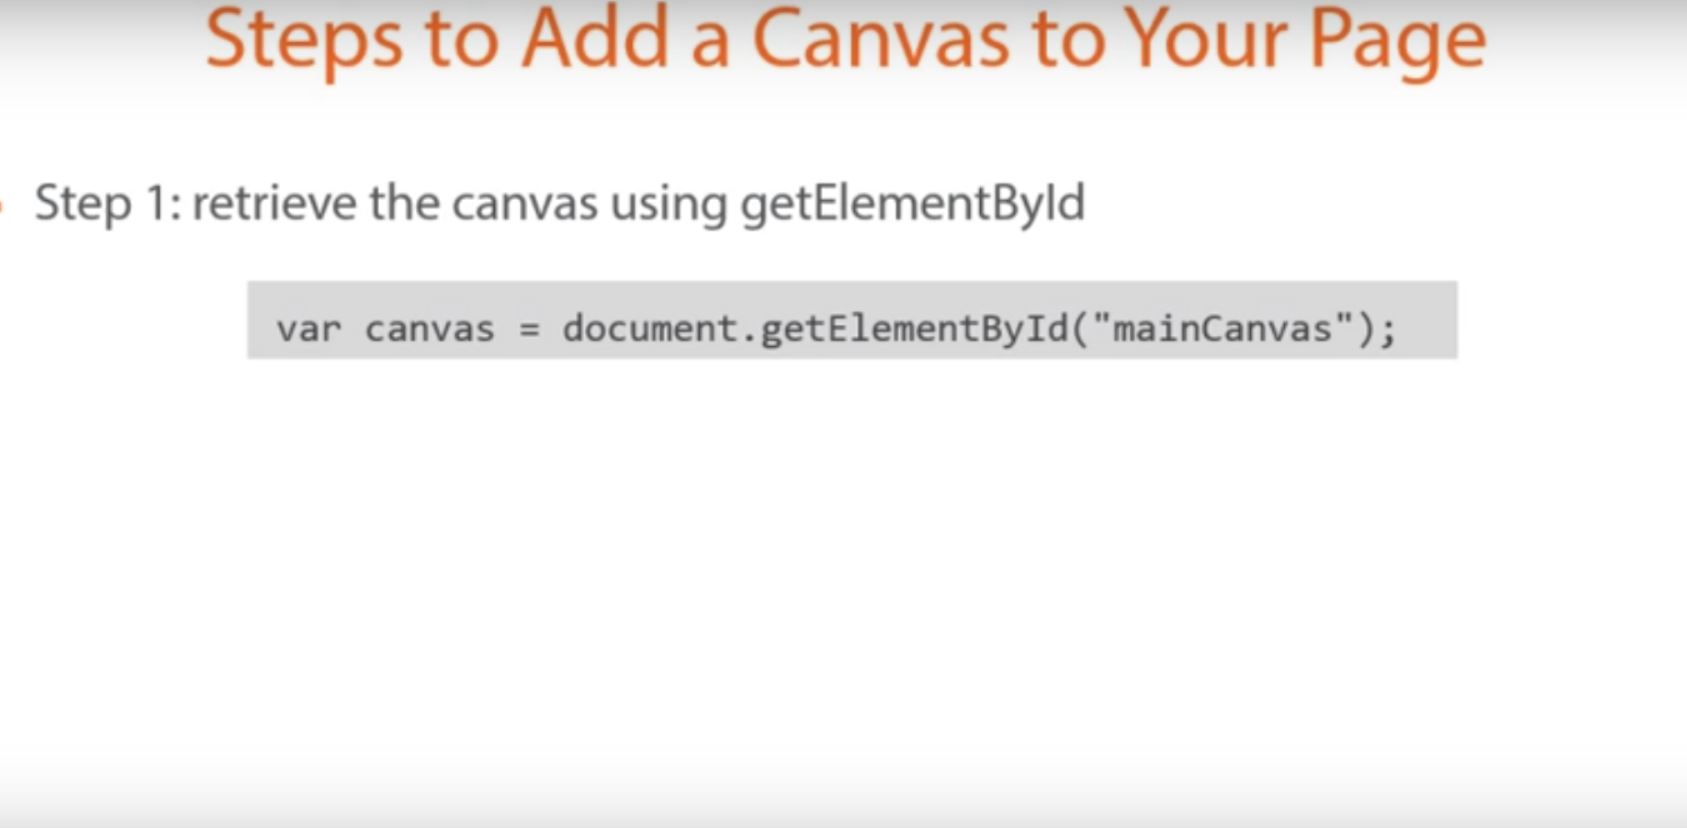 Steps to Add a Canvas to Your Page
Step 1: retrieve the canvas using getElementById
var canvas = document.getElementById("mainCanvas");